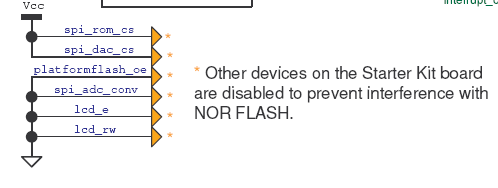 Vcc
spi_rom_cs
*
spi_dac_cs
*
platformflash_oe
*
spi_adc_conv
*
lcd_e
*
lcd_rw
*
* Other devices on the Starter Kit board
are disabled to prevent interference with
NOR FLASH.